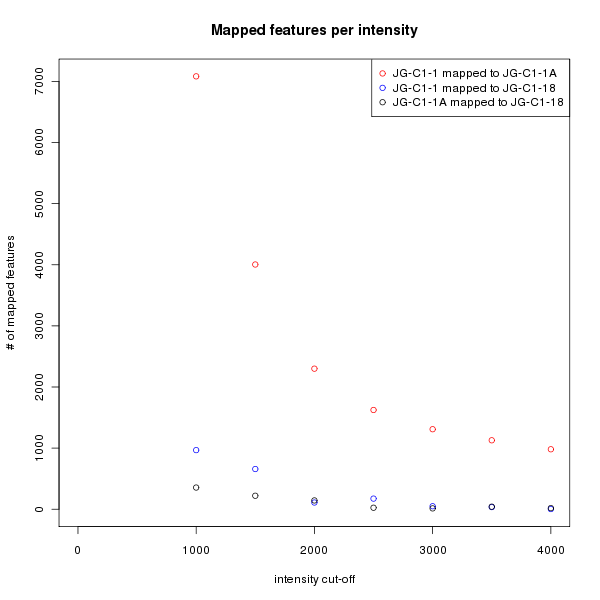 Mapped features per intensity
JG-C1-1 mapped to JG-C1-1A
JG-C1-1 mapped to JG-C1-18
JG-C1-1A mapped to JG-C1-18
# of mapped features
7000
6000
5000
4000
3000
2000
1000
0
0 1000 2000 3000 4000
intensity cut-off